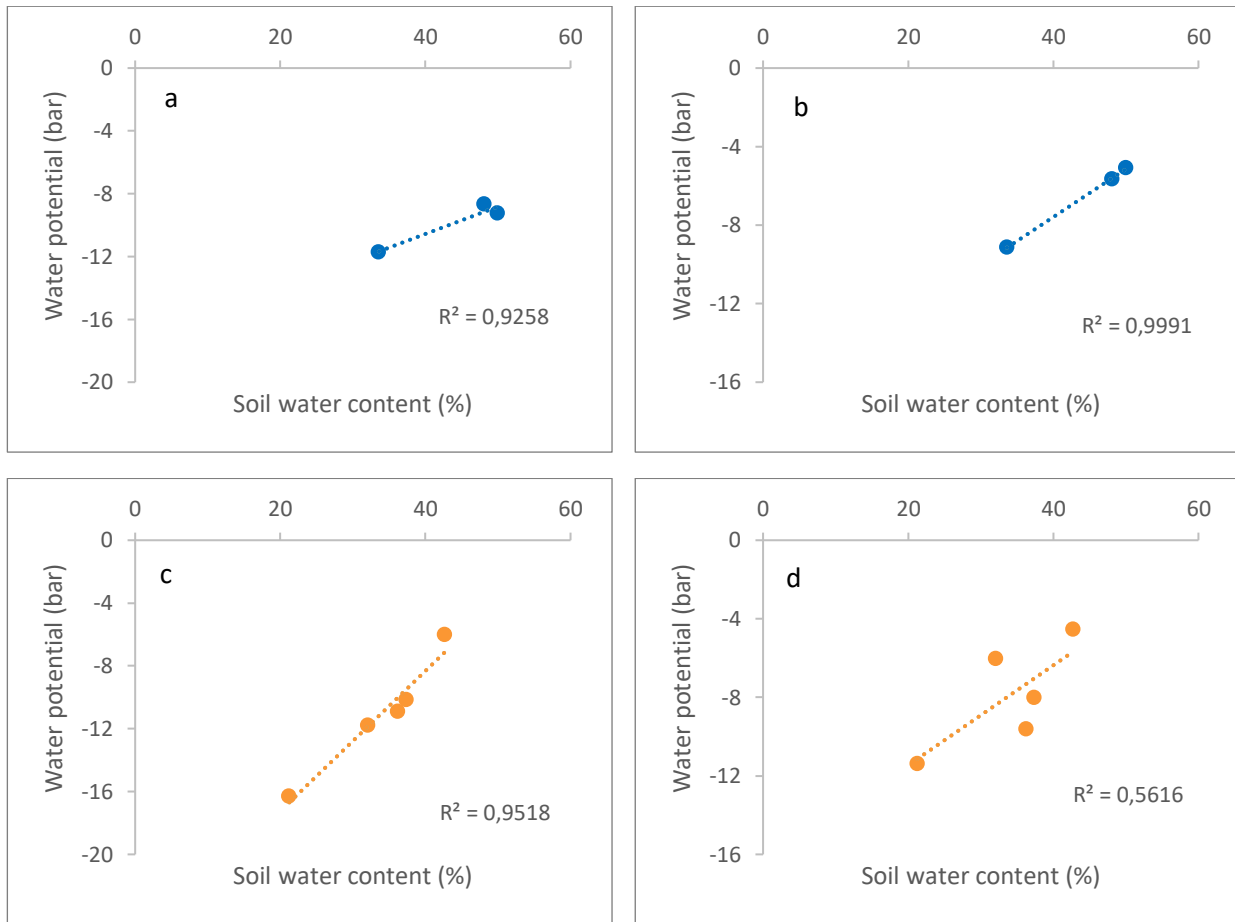 0 20 40 60
0
-4
-8
-12
-16
-20
Water potential (bar)
a
R² = 0,9258
Soil water content (%)
0 20 40 60
0
-4
-8
-12
-16
Water potential (bar)
b
R² = 0,9991
Soil water content (%)
0 20 40 60
0
-4
-8
-12
-16
-20
Water potential (bar)
c
R² = 0,9518
Soil water content (%)
0 20 40 60
0
-4
-8
-12
-16
Water potential (bar)
d
R² = 0,5616
Soil water content (%)